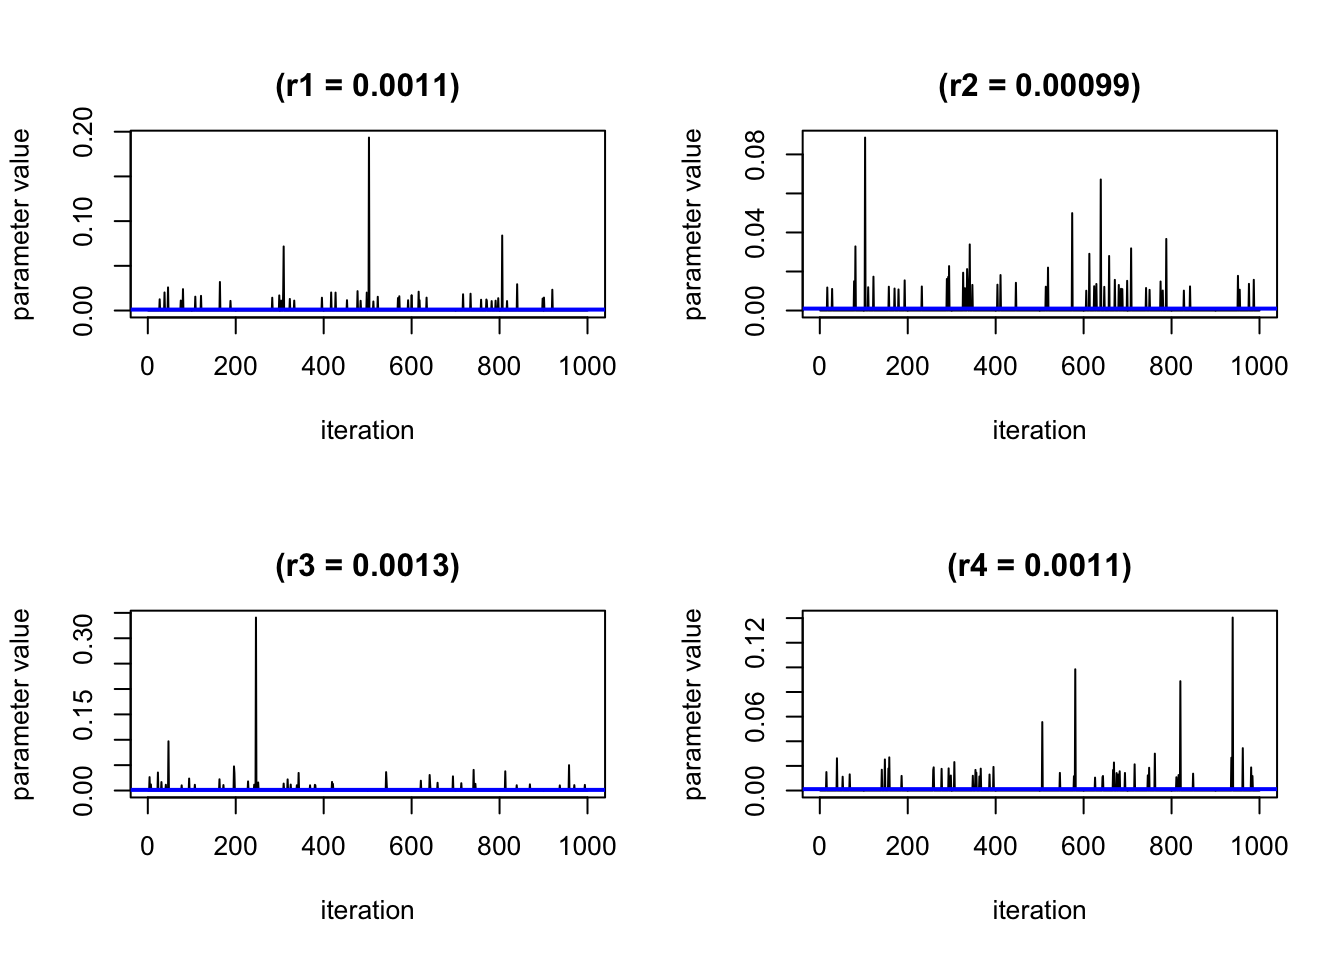 (r1 = 0.0011)
parameter value
0.00 0.10 0.20
0 200 400 600 800 1000
iteration
(r2 = 0.00099)
parameter value
0.00 0.04 0.08
0 200 400 600 800 1000
iteration
(r3 = 0.0013)
parameter value
0.00 0.15 0.30
0 200 400 600 800 1000
iteration
(r4 = 0.0011)
parameter value
0.00 0.06 0.12
0 200 400 600 800 1000
iteration